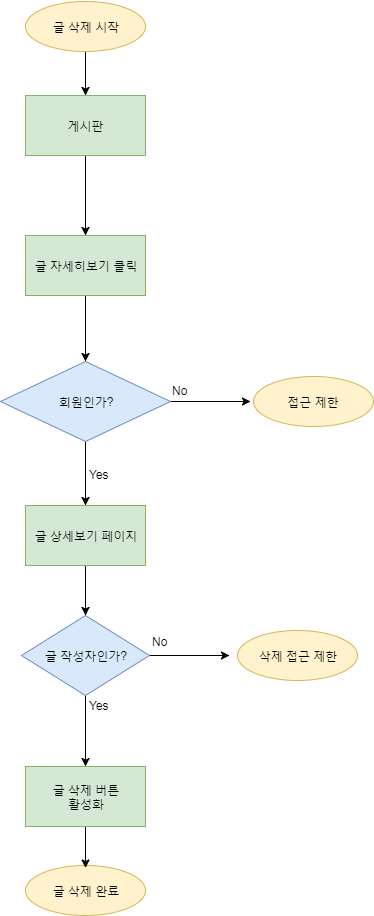 글 삭제 시작
게시판
글 자세히보기 클릭
회원인가?
No
접근 제한
Yes
글 상세보기 페이지
글 작성자인가?
No
삭제 접근 제한
Yes
글 삭제 버튼
활성화
글 삭제 완료